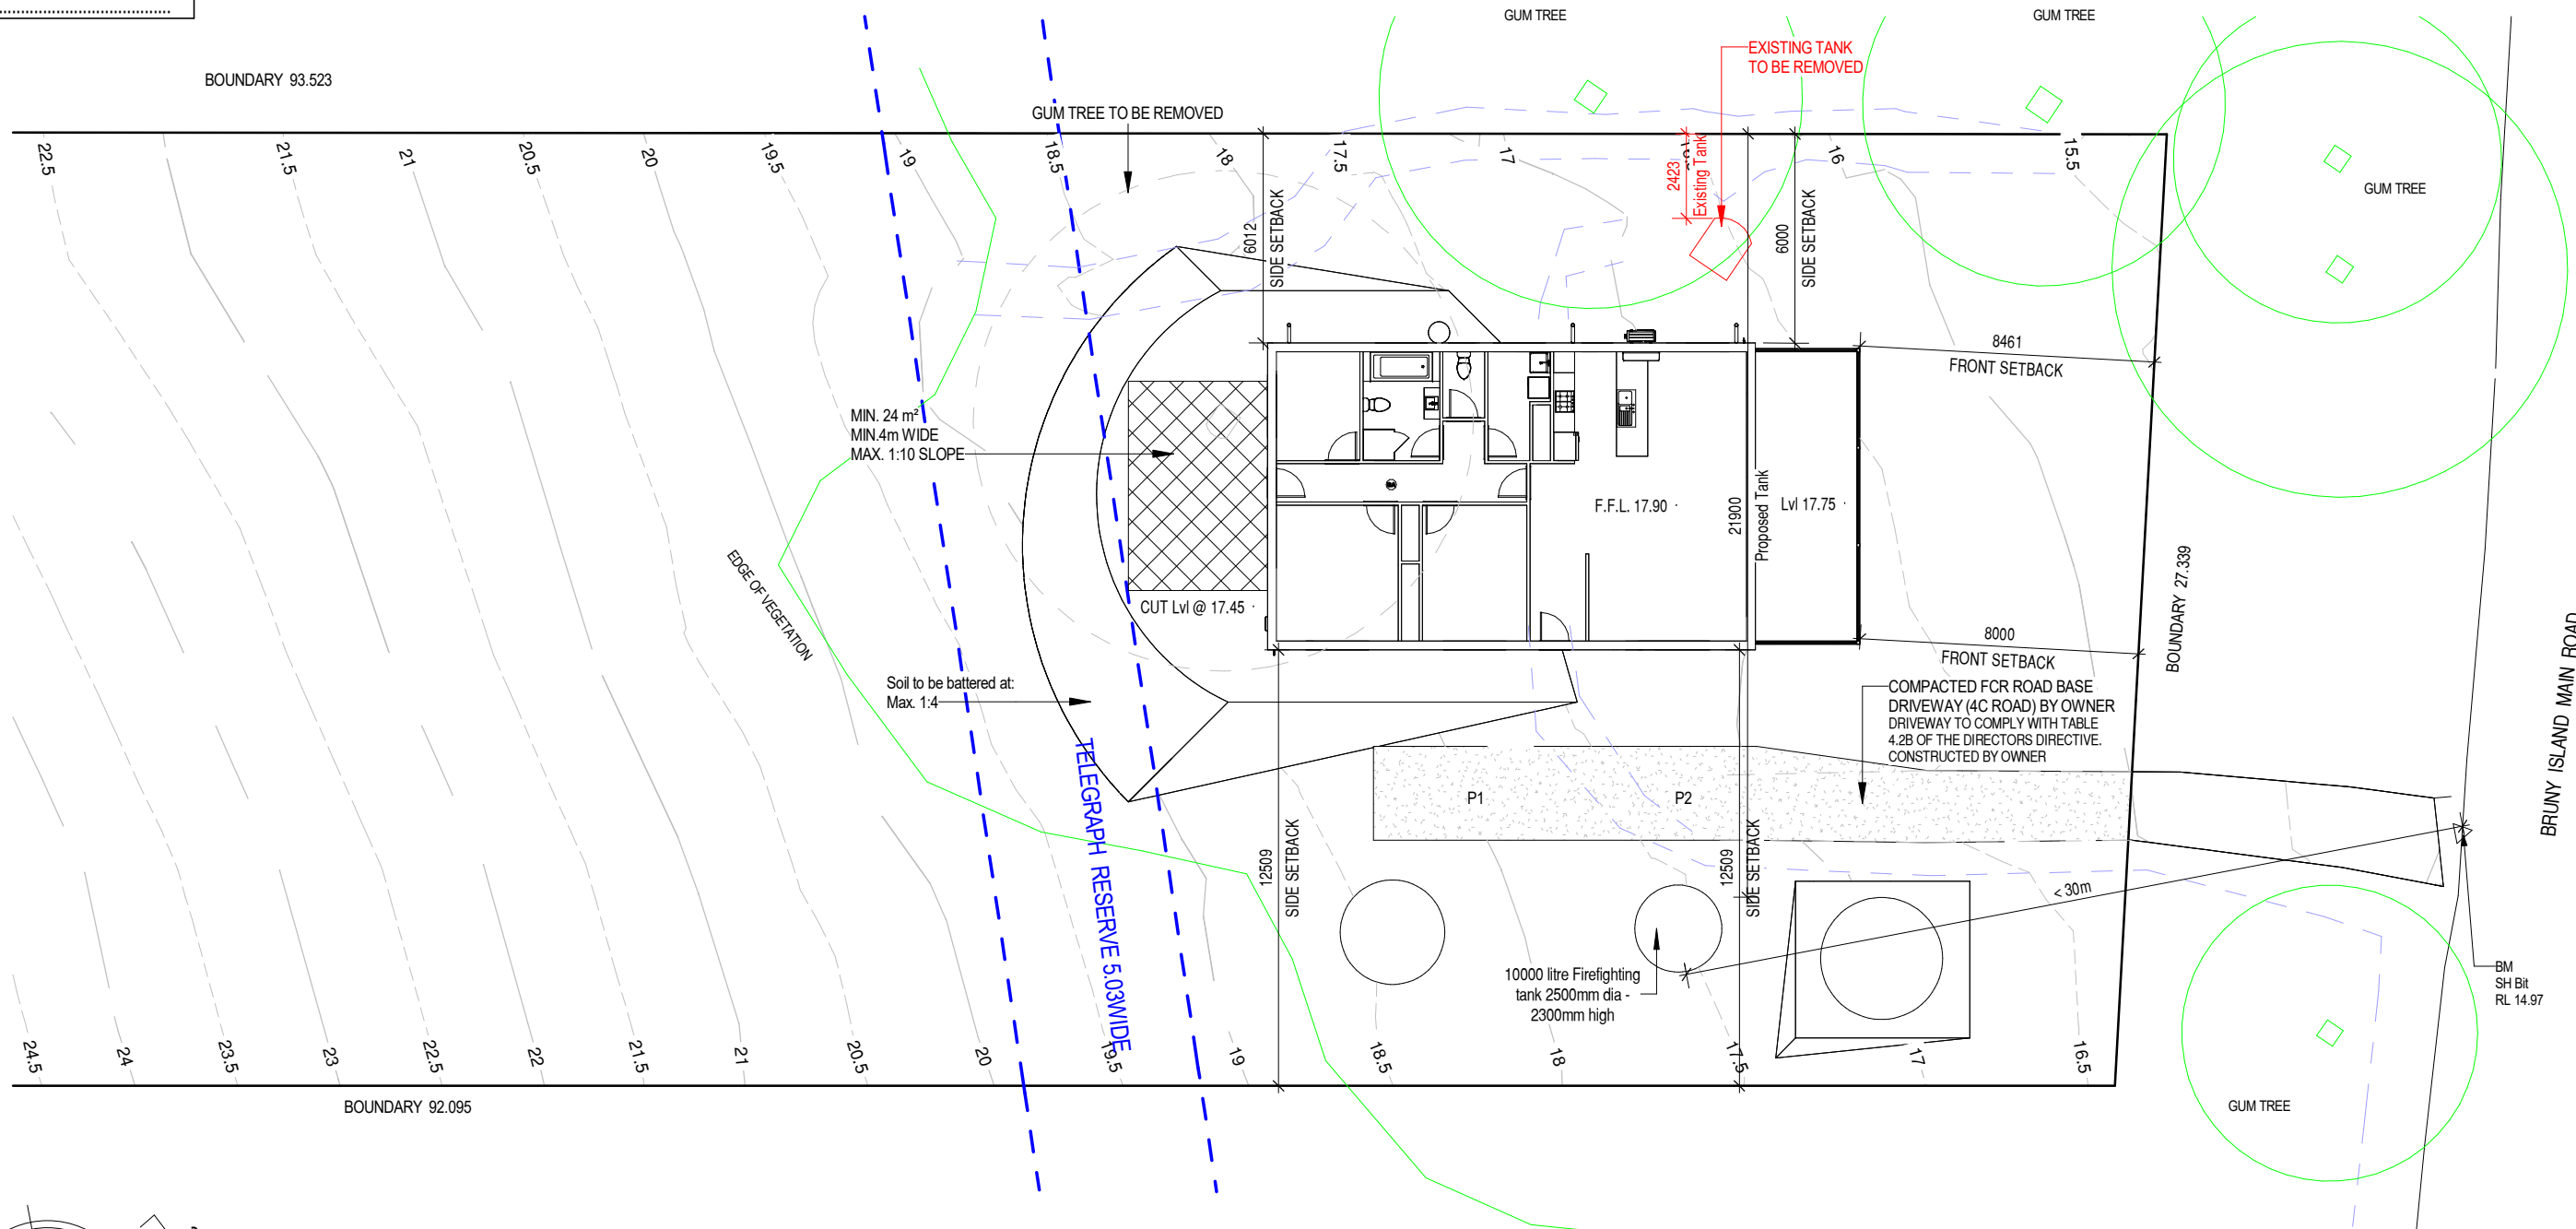 GUM TREE
GUM TREE
EXISTING TANK
TO BE REMOVED
BOUNDARY 93.523
GUM TREE TO BE REMOVED
22.5
21.5
21
20.5
20
19.5
19
18.5
18
17.5
17
16
15.5
2423
Existing Tank
GUM TREE
6012
SIDE SETBACK
6000
SIDE SETBACK
8461
FRONT SETBACK
MIN. 24 m²
MIN.4m WIDE
MAX. 1:10 SLOPE
F.F.L. 17.90
21900
Proposed Tank
Lvl 17.75
EDGE OF VEGETATION
CUT Lvl @ 17.45
8000
FRONT SETBACK
BOUNDARY 27.339
BRUNY ISLAND MAIN ROAD
Soil to be battered at:
Max. 1:4
COMPACTED FCR ROAD BASE
DRIVEWAY (4C ROAD) BY OWNER
DRIVEWAY TO COMPLY WITH TABLE
4.2B OF THE DIRECTORS DIRECTIVE.
CONSTRUCTED BY OWNER
TELEGRAPH RESERVE 5.03WIDE
P1
P2
12509
SIDE SETBACK
12509
SIDE SETBACK
< 30m
10000 litre Firefighting
tank 2500mm dia -
2300mm high
BM
SH Bit
RL 14.97
24.5
24
23.5
23
22.5
22
21.5
21
20.5
20
19.5
19
18.5
18
17.5
17
16.5
BOUNDARY 92.095
GUM TREE